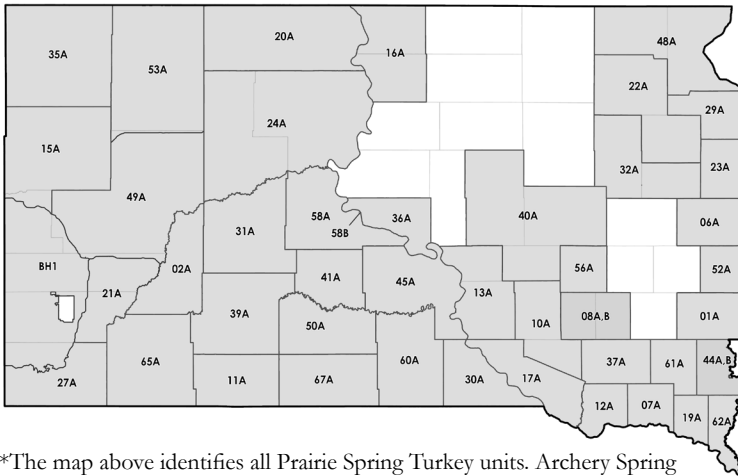 20A
48A
16A
35A
53A
22A
29A
24A
15A
32A
23A
49A
58A
36A
40A
06A
31A
58B
BH1
02A
56A
52A
41A
45A
21A
13A
39A
08A,B
01A
10A
50A
65A
60A
37A
61A
44A,B
27A
11A
67A
30A
17A
12A
07A
19A
62A
*The map above identifies all Prairie Spring Turkey units. Archery Spring